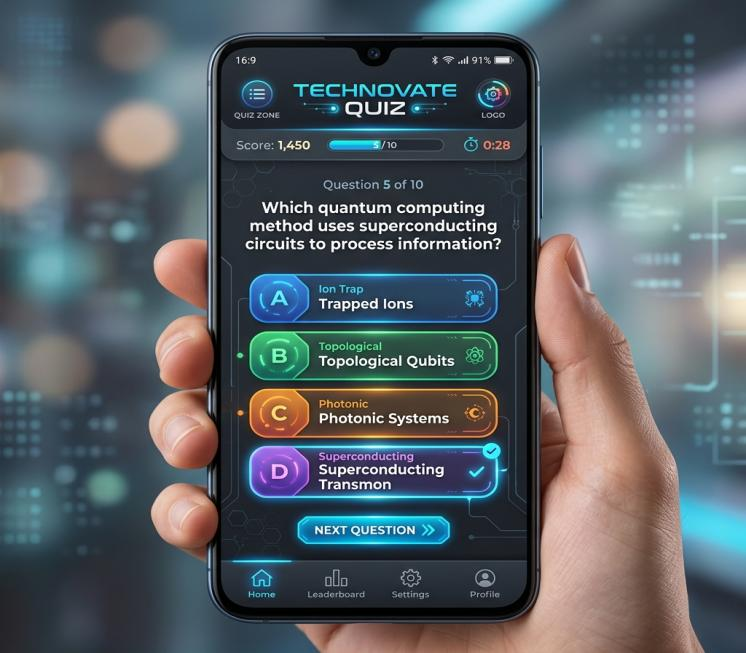 16:9
91%
QUIZ ZONE
TECHNOVATE
QUIZ
LOGO
Score: 1,450
5/10
0:28
Question 5 of 10
Which quantum computing
method uses superconducting
circuits to process information?
A
Ion Trap
Trapped Ions
B
Topological
Topological Qubits
C
Photonic
Photonic Systems
D
Superconducting
Superconducting
Transmon
NEXT QUESTION
Home
Leaderboard
Settings
Profile